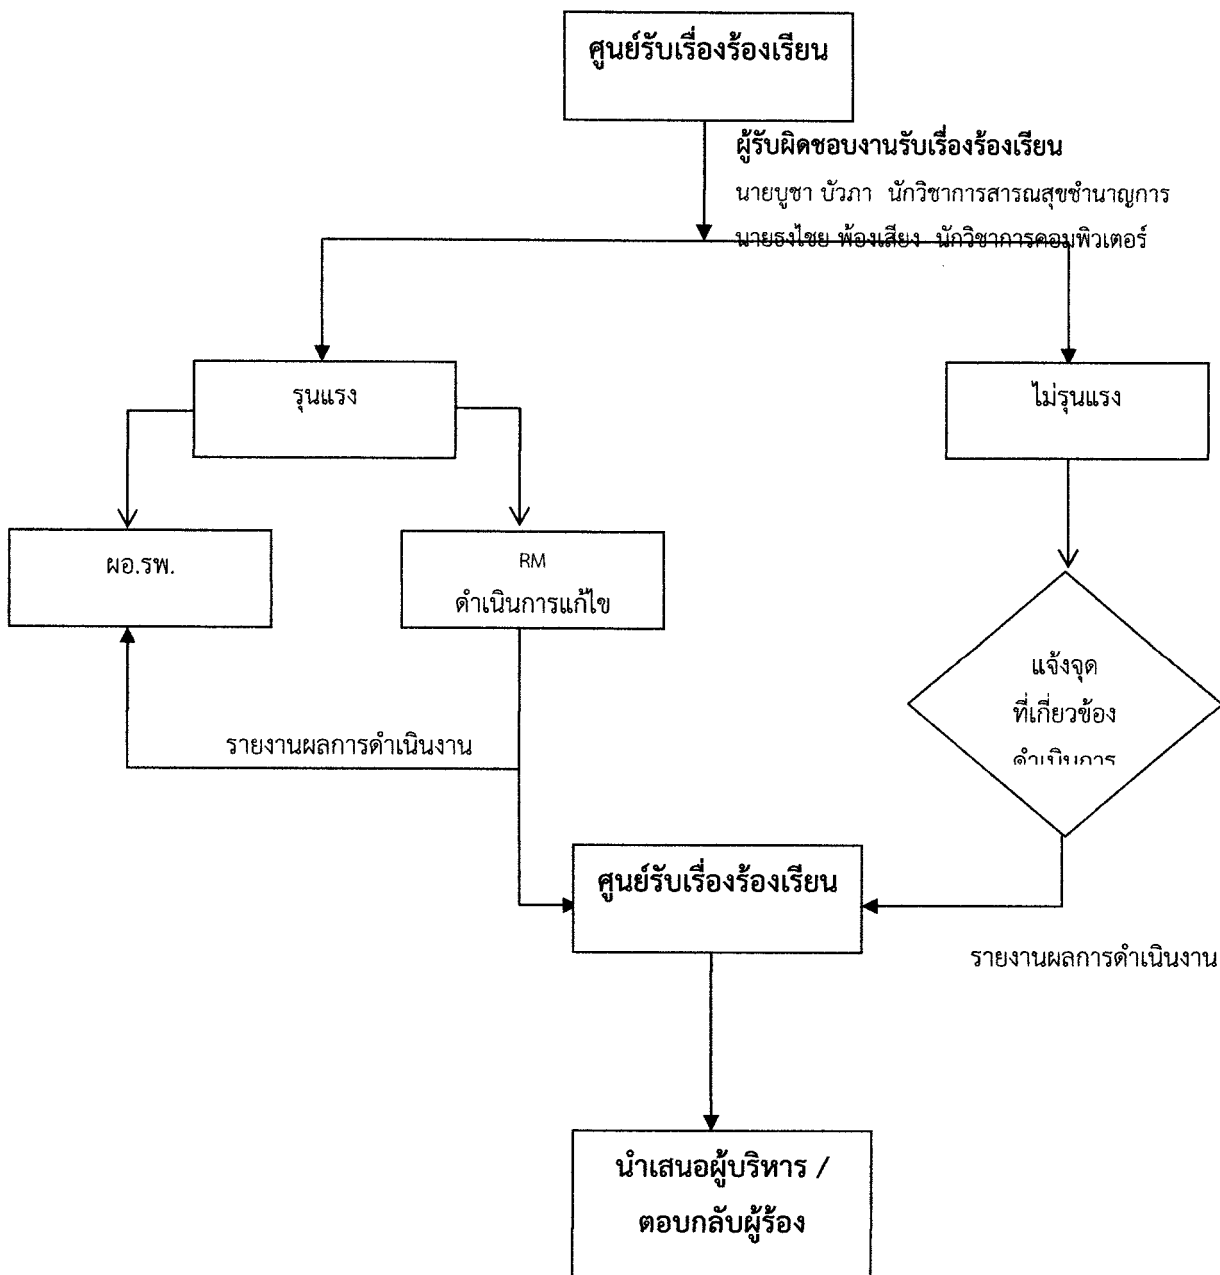 ศูนย์รับเรื่องร้องเรียน
ผู้รับผิดชอบงานรับเรื่องร้องเรียน
นายบูชา บัวภา นักวิชาการสารณสุขชำนาญการ
นายธงไชย พ้องเสียง นักวิชาการคอมพิวเตอร์
รุนแรง
ไม่รุนแรง
ผอ.รพ.
RM
ดำเนินการแก้ไข
แจ้งจุด
ที่เกี่ยวข้อง
ดำเนินการ
รายงานผลการดำเนินงาน
ศูนย์รับเรื่องร้องเรียน
รายงานผลการดำเนินงาน
นำเสนอผู้บริหาร /
ตอบกลับผู้ร้อง